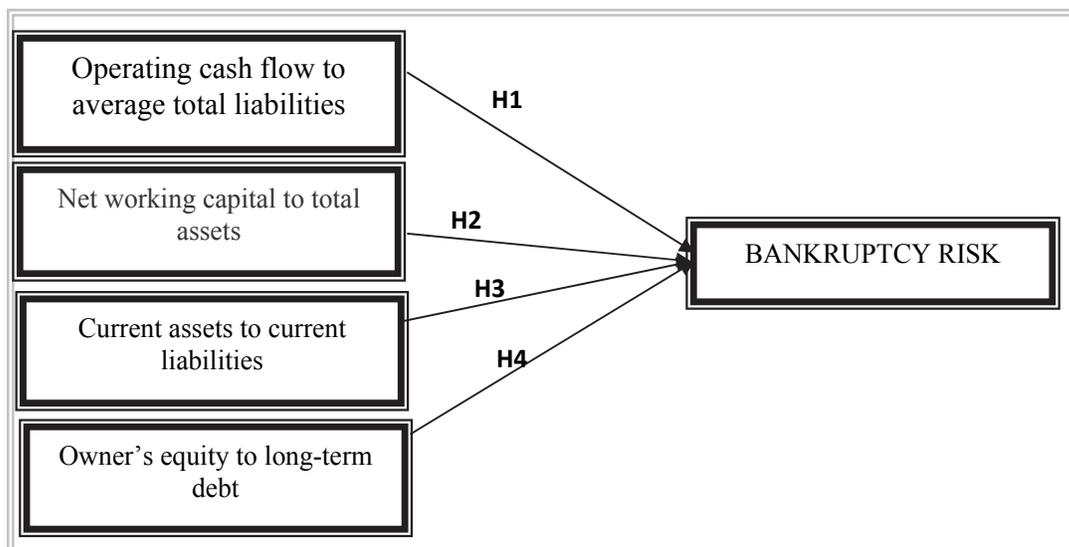 Operating cash flow to
average total liabilities
H1
Net working capital to total
assets
H2
BANKRUPTCY RISK
H3
Current assets to current
liabilities
H4
Owner’s equity to long-term
debt